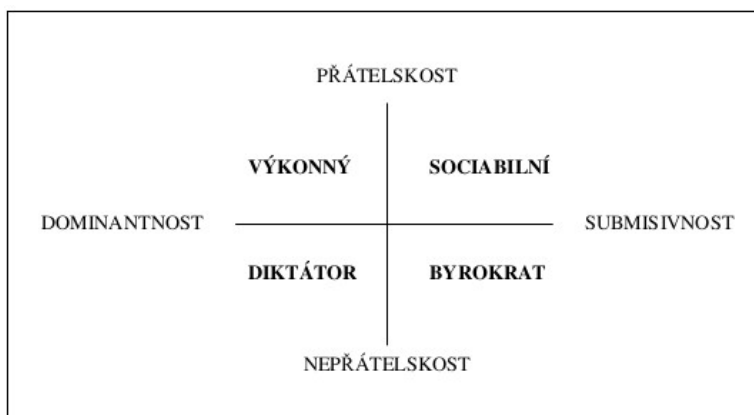 PŘÁTELSKOST
VÝKONNÝ SOCIABILNÍ
DOMINANTNOST SUBMISIVNOST
DIKTÁTOR BYROKRAT
NEPŘÁTELSKOST